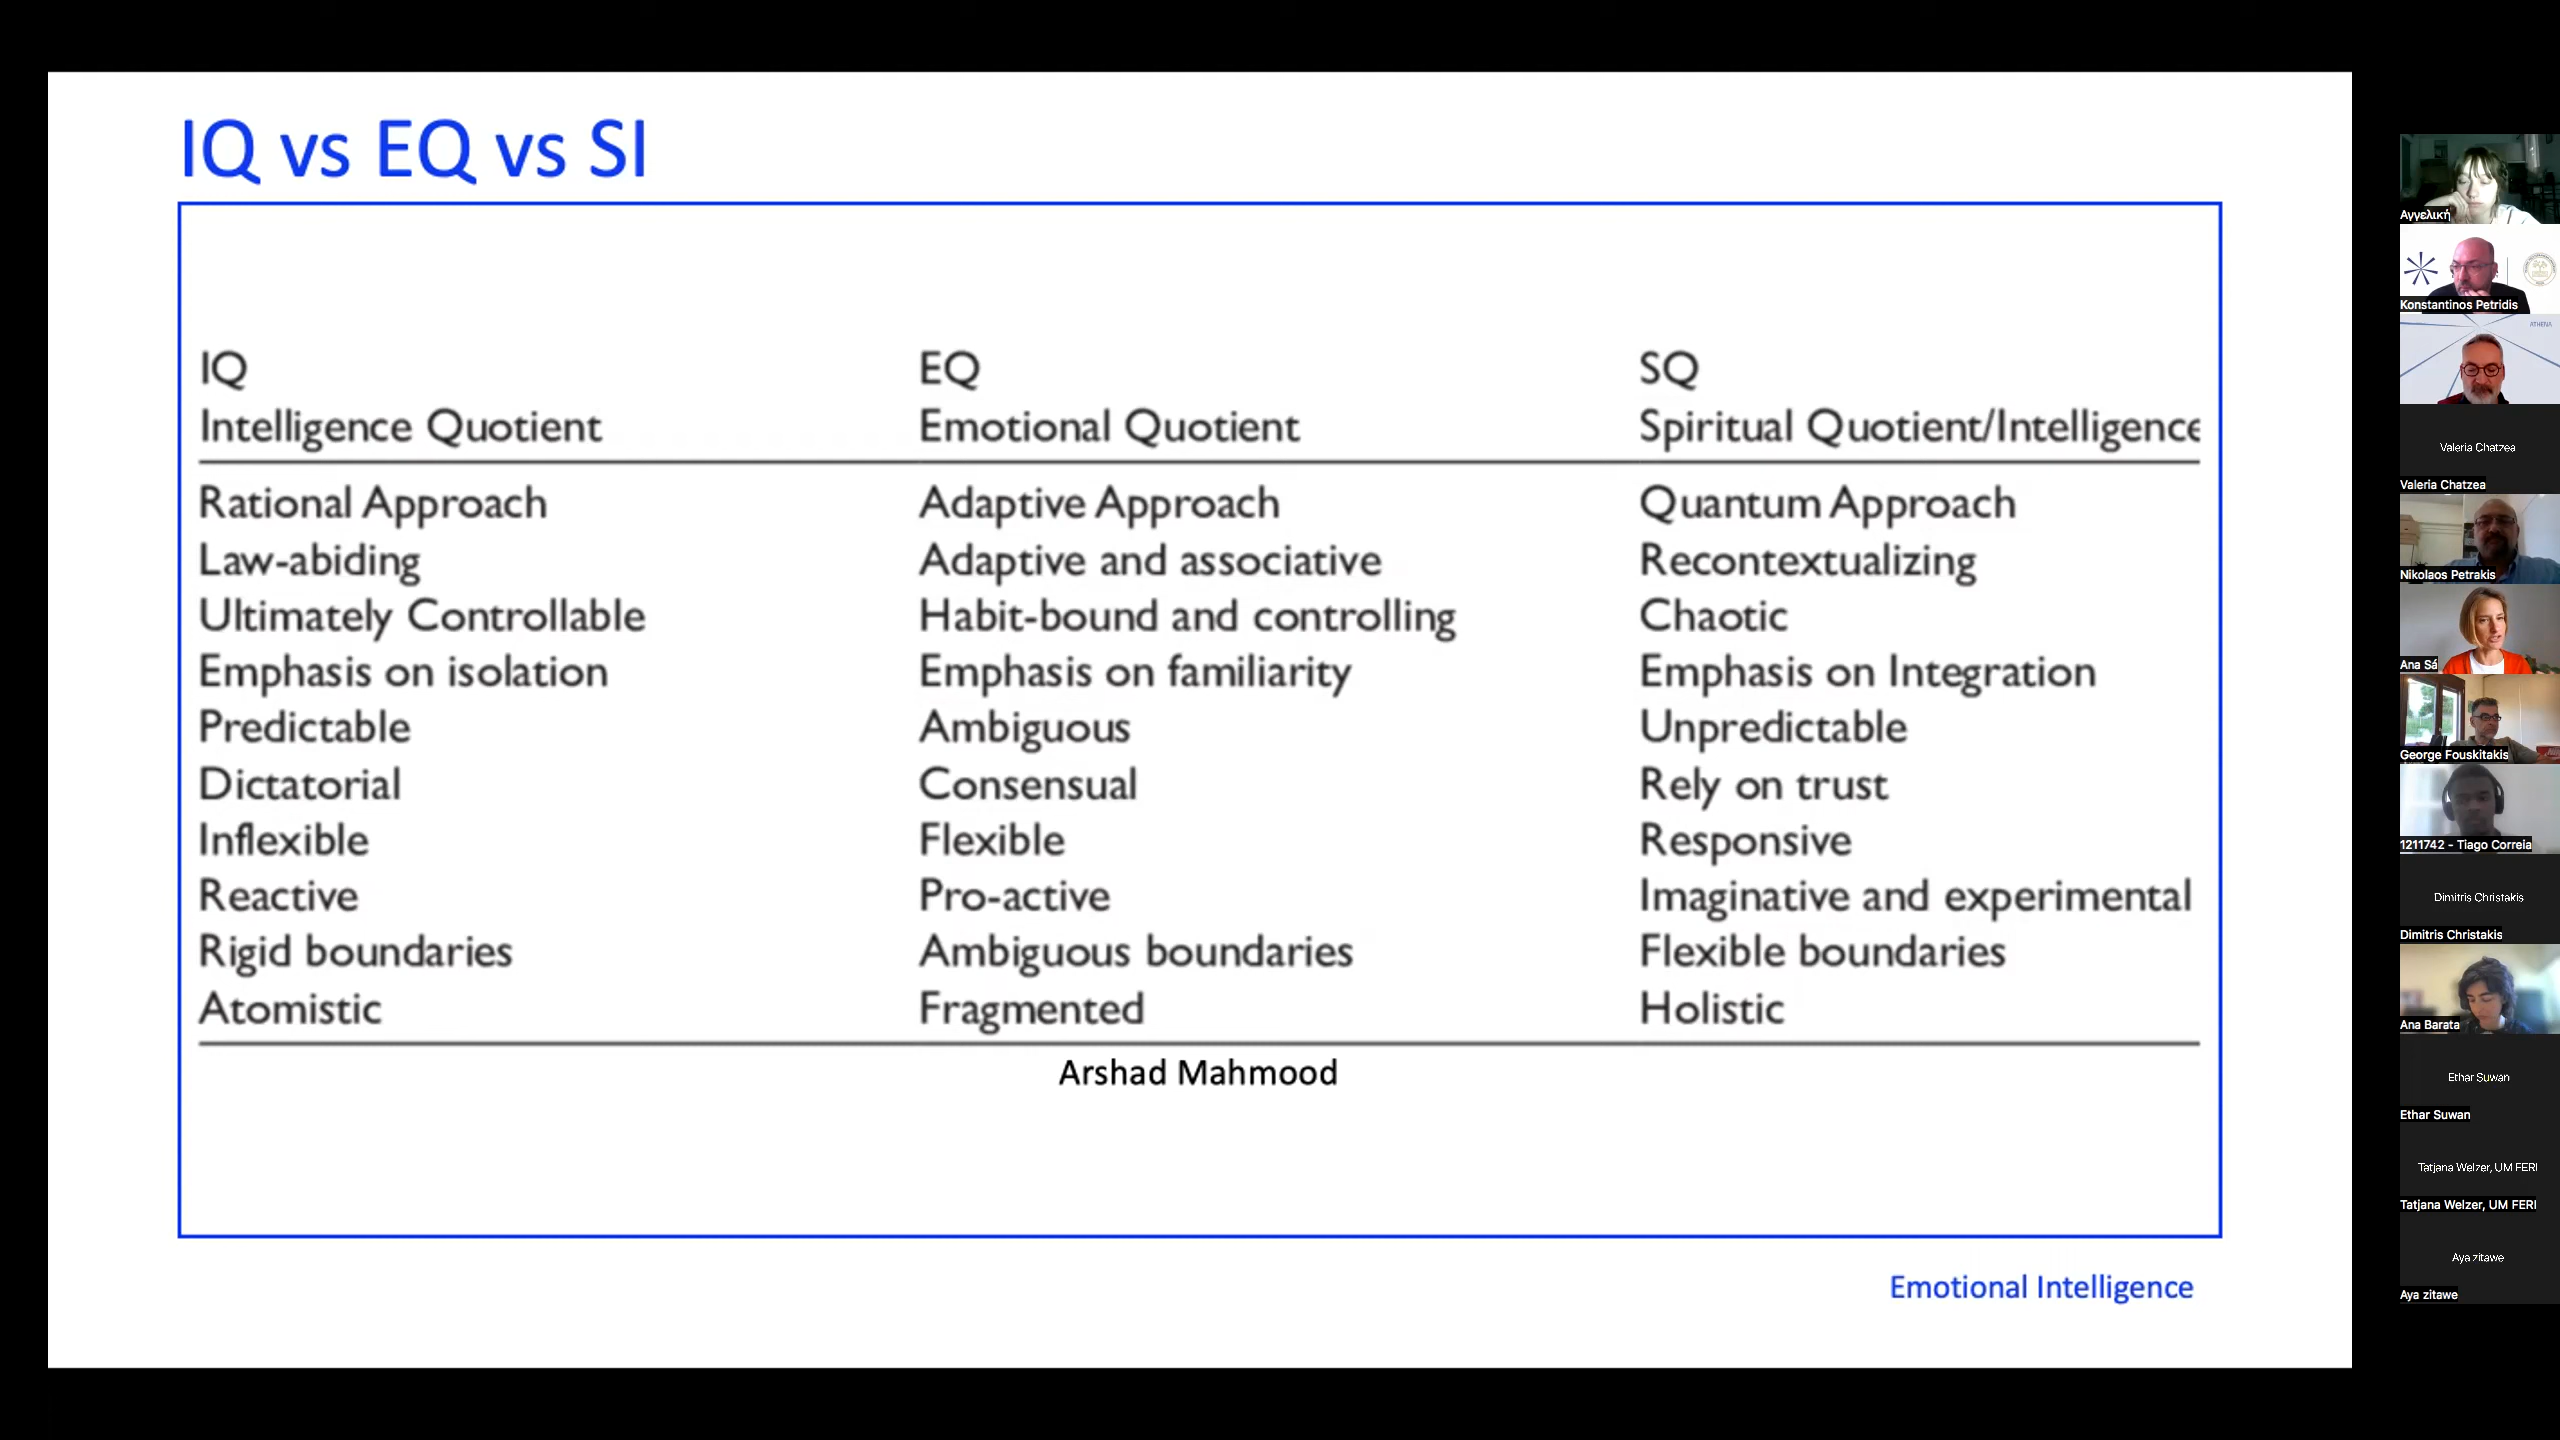 IQ vs EQ vs SI
IQ EQ SQ
Intelligence Quotient Emotional Quotient Spiritual Quotient/Intelligence
Rational Approach Adaptive Approach Quantum Approach
Law-abiding Adaptive and associative Recontextualizing
Ultimately Controllable Habit-bound and controlling Chaotic
Emphasis on isolation Emphasis on familiarity Emphasis on Integration
Predictable Ambiguous Unpredictable
Dictatorial Consensual Rely on trust
Inflexible Flexible Responsive
Reactive Pro-active Imaginative and experimental
Rigid boundaries Ambiguous boundaries Flexible boundaries
Atomistic Fragmented Holistic
Arshad Mahmood
Emotional Intelligence
Αγγελική
Konstantinos Petridis
ATHENA
Valeria Chatzea
Valeria Chatzea
Nikolaos Petrakis
Ana Sá
George Fouskitakis
1211742 - Tiago Correia
Dimitris Christakis
Dimitris Christakis
Ana Barata
Ethar Suwan
Ethar Suwan
Tatjana Welzer, UM FERI
Tatjana Welzer, UM FERI
Aya zitawe
Aya zitawe